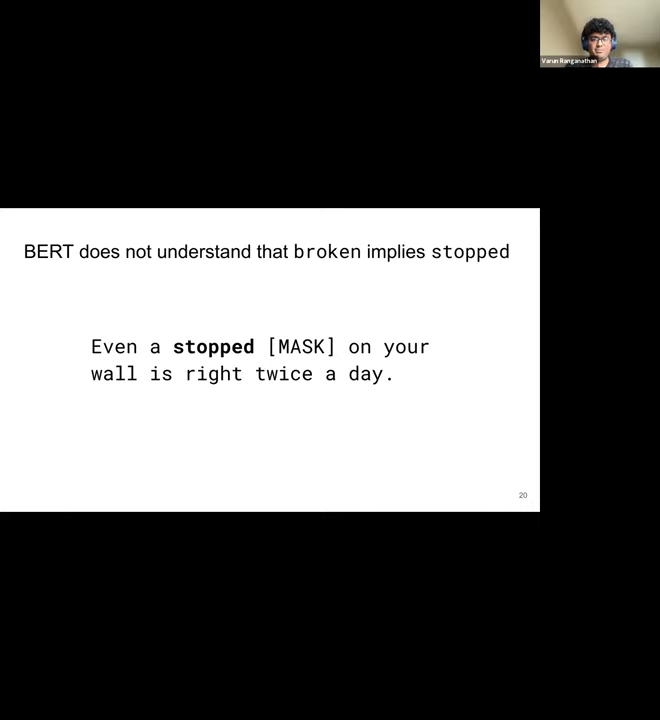 Varun Ranganathan
BERT does not understand that broken implies stopped
Even a stopped [MASK] on your
wall is right twice a day.
20